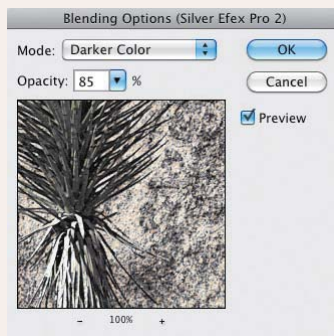 Blending Options (Silver Efex Pro 2)
Mode: Darker Color
OK
Opacity: 85 %
Cancel
Preview
- 100% +